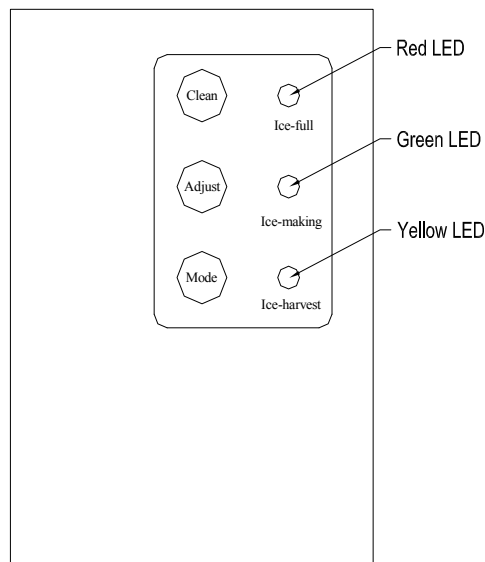 Red LED
Clean
Ice-full
Green LED
Adjust
Ice-making
Yellow LED
Mode
Ice-harvest